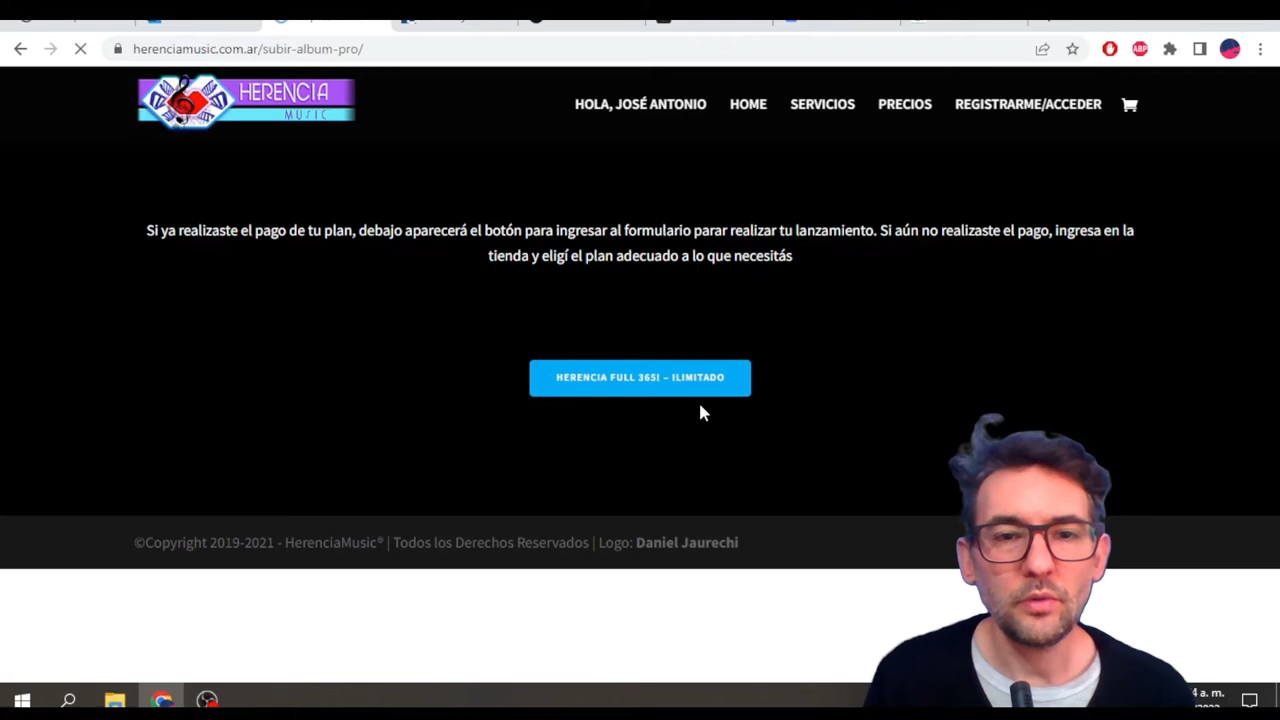 herenciamusic.com.ar/subir-album-pro/
ABP
HERENCIA
MUSIC
HOLA, JOSÉ ANTONIO
HOME
SERVICIOS
PRECIOS
REGISTRARME/ACCEDER
Si ya realizaste el pago de tu plan, debajo aparecerá el botón para ingresar al formulario parar realizar tu lanzamiento. Si aún no realizaste el pago, ingresa en la
tienda y eligí el plan adecuado a lo que necesitás
HERENCIA FULL 365! – ILIMITADO
©Copyright 2019-2021 - HerenciaMusic® | Todos los Derechos Reservados | Logo: Daniel Jaurechi
4 a. m.